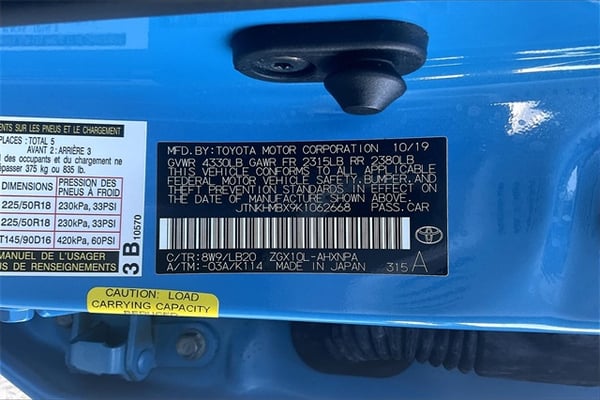 MENTS SUR LES PNEUS ET LE CHARGEMENT
PLACES: TOTAL 5
AVANT 2: ARRIÈRE 3
des occupants et du chargement
dépasser 375 kg ou 835 lb.
DIMENSIONS PRESSION DES PNEUS À FROID
225/50R18 230kPa, 33PSI
225/50R18 230kPa, 33PSI
T145/90D16 420kPa, 60PSI
MANUEL DE L'USAGER
3 B 10570
MFD. BY: TOYOTA MOTOR CORPORATION 10/19
GVWR 4330LB GAWR FR 2315LB RR 2380LB
THIS VEHICLE CONFORMS TO ALL APPLICABLE
FEDERAL MOTOR VEHICLE SAFETY, BUMPER, AND
THEFT PREVENTION STANDARDS IN EFFECT ON
THE DATE OF MANUFACTURE SHOWN ABOVE.
JTNKHMBX9K1062668 PASS. CAR
C/TR: 8W9/LB20 ZGX10L-AHXNPA
A/TM: -03A/K114 MADE IN JAPAN 315 A
CAUTION: LOAD
CARRYING CAPACITY
REDUCED